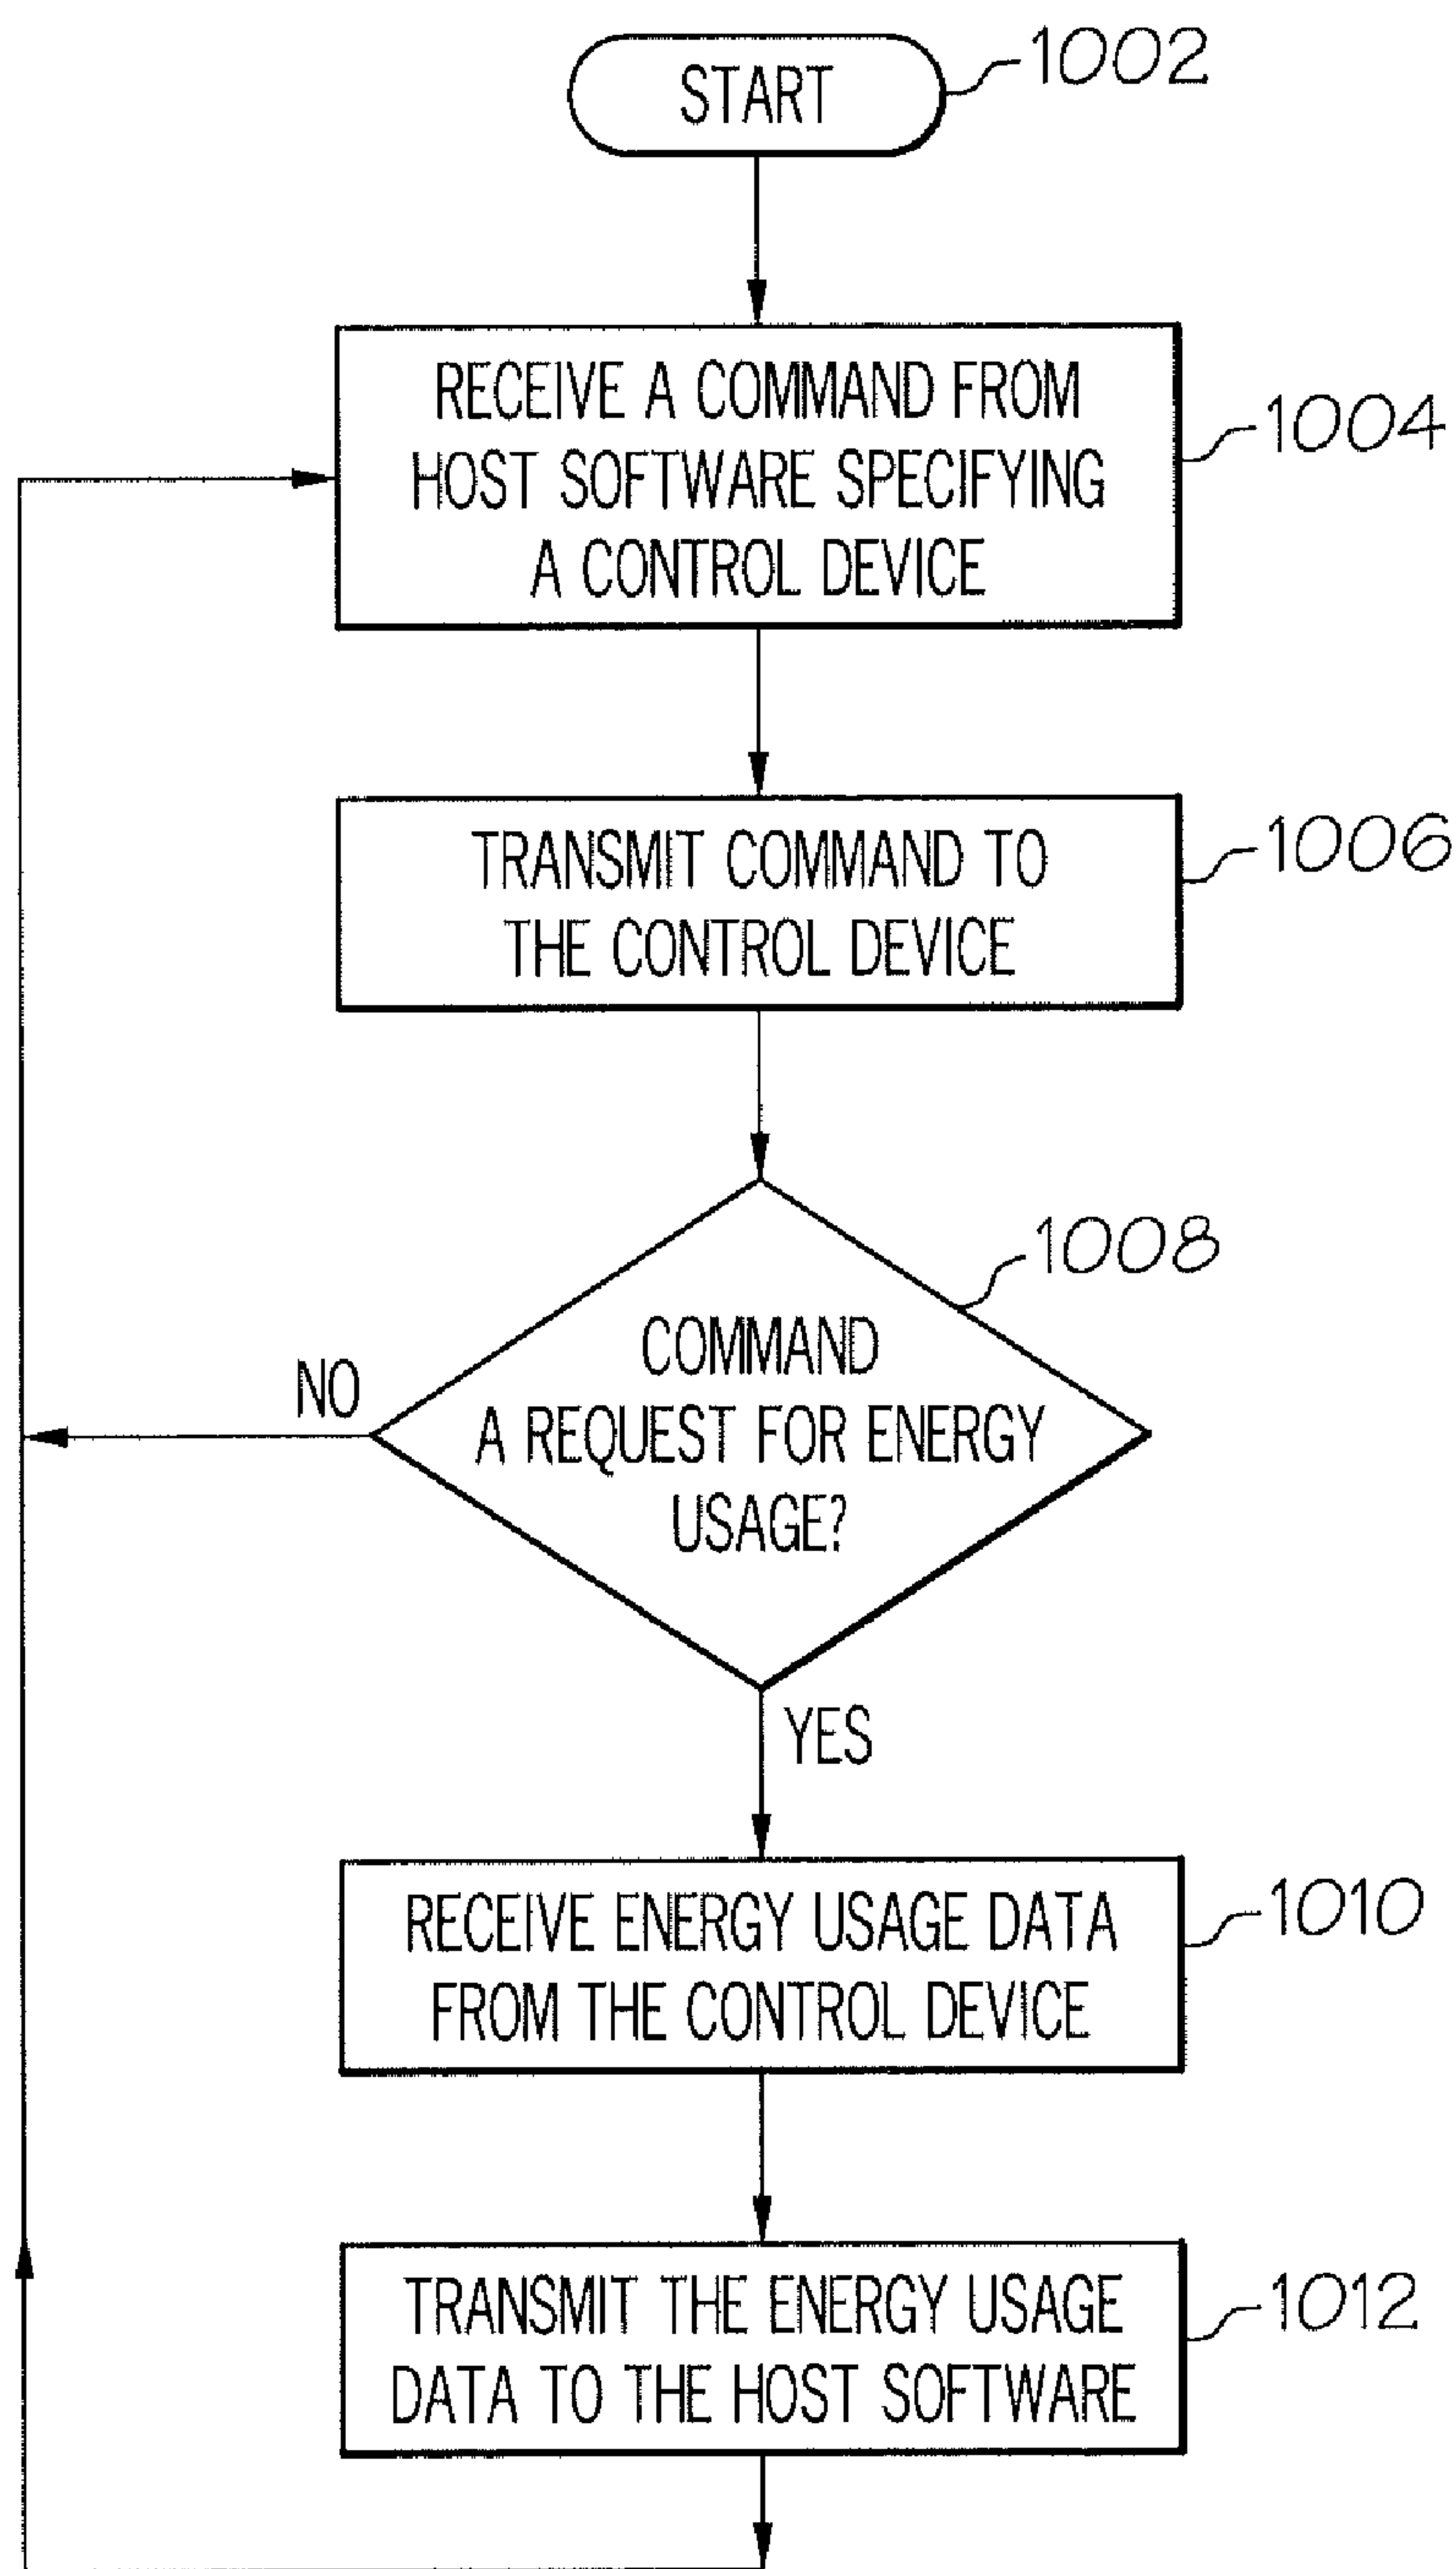 START
1002
RECEIVE A COMMAND FROM
HOST SOFTWARE SPECIFYING
A CONTROL DEVICE
1004
TRANSMIT COMMAND TO
THE CONTROL DEVICE
1006
1008
COMMAND
A REQUEST FOR ENERGY
USAGE?
NO
YES
RECEIVE ENERGY USAGE DATA
FROM THE CONTROL DEVICE
1010
TRANSMIT THE ENERGY USAGE
DATA TO THE HOST SOFTWARE
1012